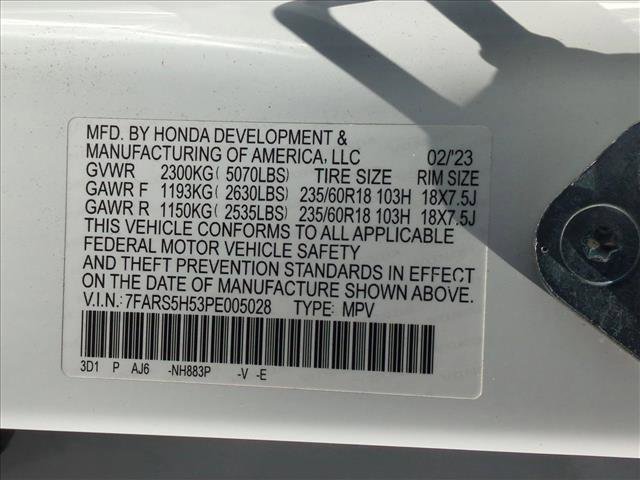 MFD. BY HONDA DEVELOPMENT &
MANUFACTURING OF AMERICA, LLC 02/'23
GVWR 2300KG( 5070LBS) TIRE SIZE RIM SIZE
GAWR F 1193KG( 2630LBS) 235/60R18 103H 18X7.5J
GAWR R 1150KG( 2535LBS) 235/60R18 103H 18X7.5J
THIS VEHICLE CONFORMS TO ALL APPLICABLE
FEDERAL MOTOR VEHICLE SAFETY
AND THEFT PREVENTION STANDARDS IN EFFECT
ON THE DATE OF MANUFACTURE SHOWN ABOVE.
V.I.N.: 7FARS5H53PE005028 TYPE: MPV
3D1 P AJ6 -NH883P -V -E